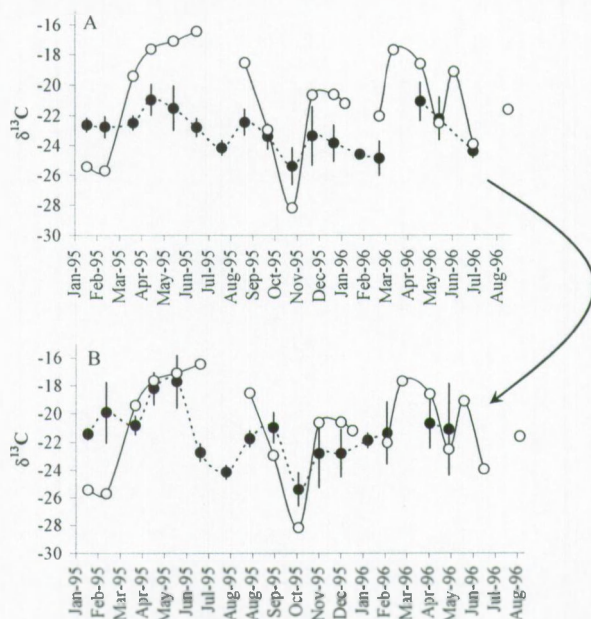 A
-16
-18
-20
-22
-24
-26
-28
-30
δ¹³C
Jan-95
Feb-95
Mar-95
Apr-95
May-95
Jun-95
Jul-95
Aug-95
Sep-95
Oct-95
Nov-95
Dec-95
Jan-96
Feb-96
Mar-96
Apr-96
May-96
Jun-96
Jul-96
Aug-96
B
-16
-18
-20
-22
-24
-26
-28
-30
δ¹³C
Jan-95
Feb-95
Mar-95
Apr-95
May-95
Jun-95
Jul-95
Aug-95
Aug-95
Sep-95
Oct-95
Nov-95
Dec-95
Jan-96
Feb-96
Mar-96
Apr-96
May-96
Jun-96
Jul-96
Aug-96